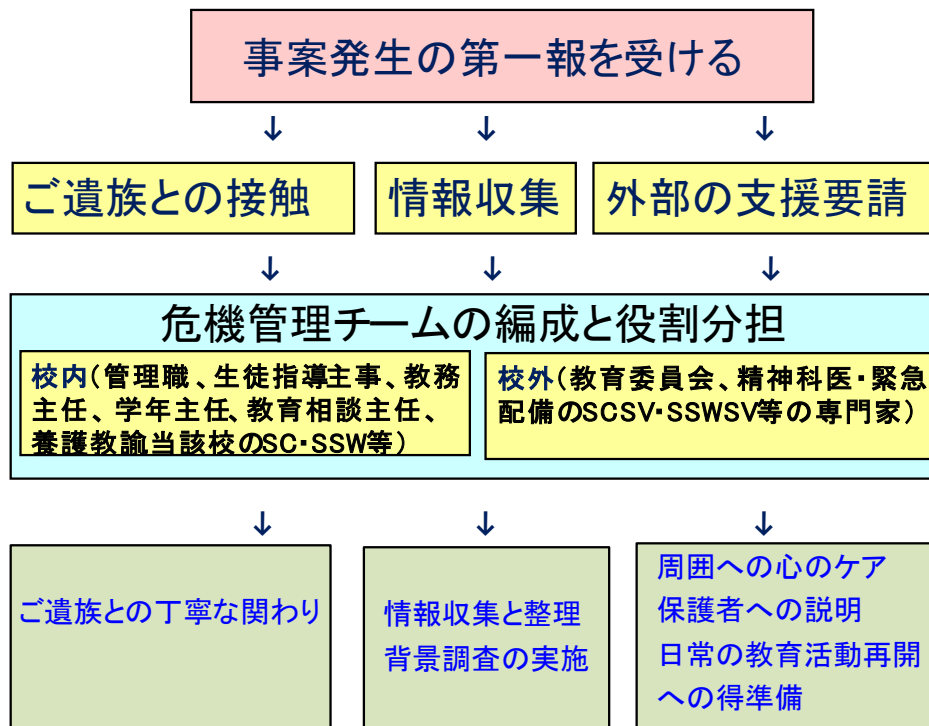 事案発生の第一報を受ける
↓ ↓ ↓
ご遺族との接触
情報収集
外部の支援要請
↓ ↓ ↓
危機管理チームの編成と役割分担
校内(管理職、生徒指導主事、教務
主任、学年主任、教育相談主任、
養護教諭当該校のSC・SSW等)
校外(教育委員会、精神科医・緊急
配備のSCSV・SSWSV等の専門家)
↓ ↓ ↓
ご遺族との丁寧な関わり
情報収集と整理
背景調査の実施
周囲への心のケア
保護者への説明
日常の教育活動再開
への得準備